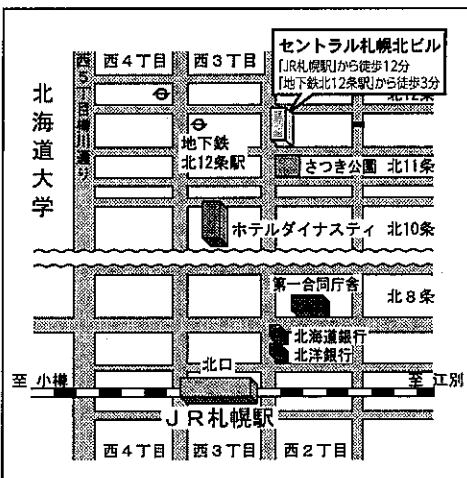 西4丁目
西3丁目
セントラル札幌北ビル
「JR札幌駅」から徒歩12分
「地下鉄北12条駅」から徒歩3分
西5丁目樽川通り
北12条
北海道大学
地下鉄
北12条駅
さつき公園
北11条
ホテルダイナスティ
北10条
第一合同庁舎
北8条
北海道銀行
北洋銀行
北口
至 小樽
至 江別
JR札幌駅
西4丁目
西3丁目
西2丁目